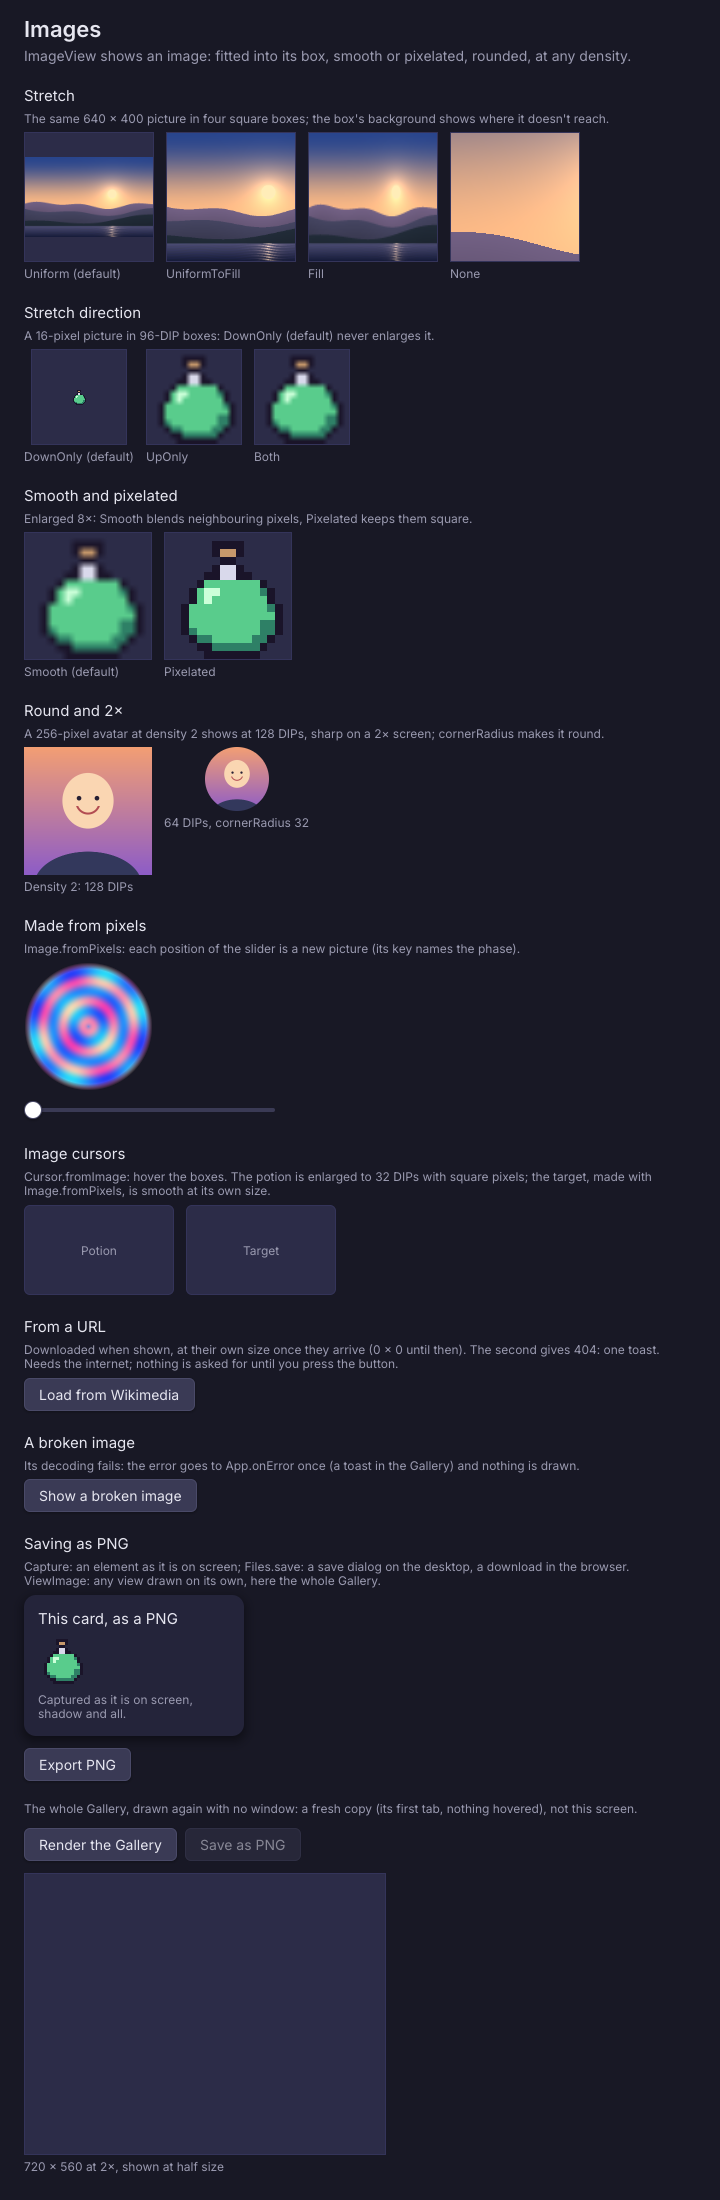 Images
ImageView shows an image: fitted into its box, smooth or pixelated, rounded, at any density.
Stretch
The same 640 × 400 picture in four square boxes; the box's background shows where it doesn't reach.
Uniform (default)
UniformToFill
Fill
None
Stretch direction
A 16-pixel picture in 96-DIP boxes: DownOnly (default) never enlarges it.
DownOnly (default)
UpOnly
Both
Smooth and pixelated
Enlarged 8×: Smooth blends neighbouring pixels, Pixelated keeps them square.
Smooth (default)
Pixelated
Round and 2×
A 256-pixel avatar at density 2 shows at 128 DIPs, sharp on a 2× screen; cornerRadius makes it round.
64 DIPs, cornerRadius 32
Density 2: 128 DIPs
Made from pixels
Image.fromPixels: each position of the slider is a new picture (its key names the phase).
Image cursors
Cursor.fromImage: hover the boxes. The potion is enlarged to 32 DIPs with square pixels; the target, made with
Image.fromPixels, is smooth at its own size.
Potion
Target
From a URL
Downloaded when shown, at their own size once they arrive (0 × 0 until then). The second gives 404: one toast.
Needs the internet; nothing is asked for until you press the button.
Load from Wikimedia
A broken image
Its decoding fails: the error goes to App.onError once (a toast in the Gallery) and nothing is drawn.
Show a broken image
Saving as PNG
Capture: an element as it is on screen; Files.save: a save dialog on the desktop, a download in the browser.
ViewImage: any view drawn on its own, here the whole Gallery.
This card, as a PNG
Captured as it is on screen,
shadow and all.
Export PNG
The whole Gallery, drawn again with no window: a fresh copy (its first tab, nothing hovered), not this screen.
Render the Gallery
Save as PNG
720 × 560 at 2×, shown at half size